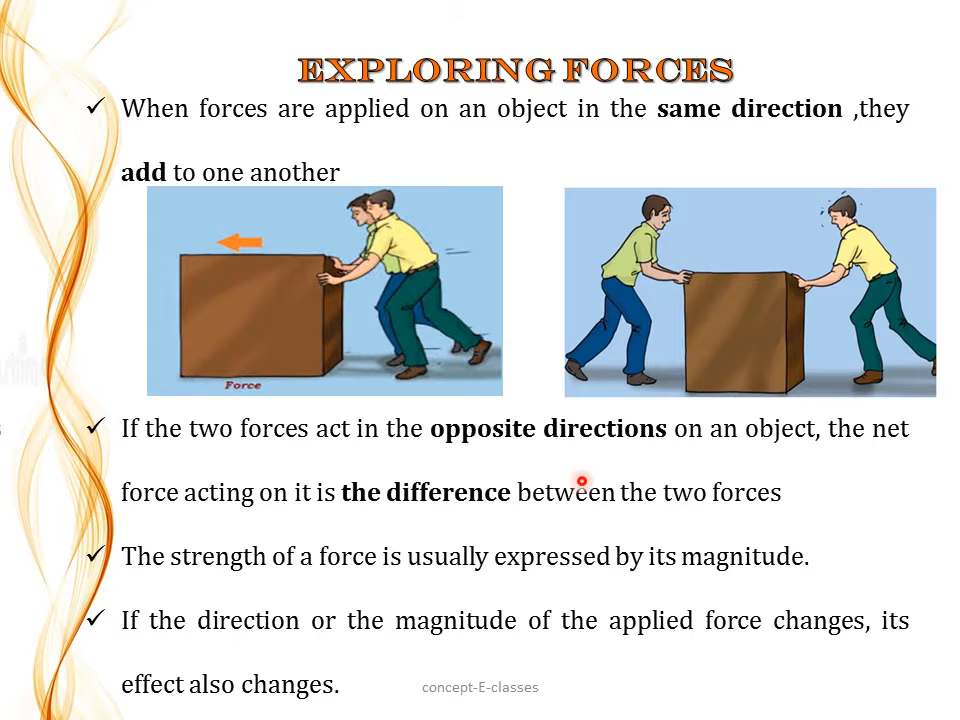 EXPLORING FORCES
✓ When forces are applied on an object in the same direction ,they
add to one another
Force
✓ If the two forces act in the opposite directions on an object, the net
force acting on it is the difference between the two forces
✓ The strength of a force is usually expressed by its magnitude.
✓ If the direction or the magnitude of the applied force changes, its
effect also changes.
concept-E-classes